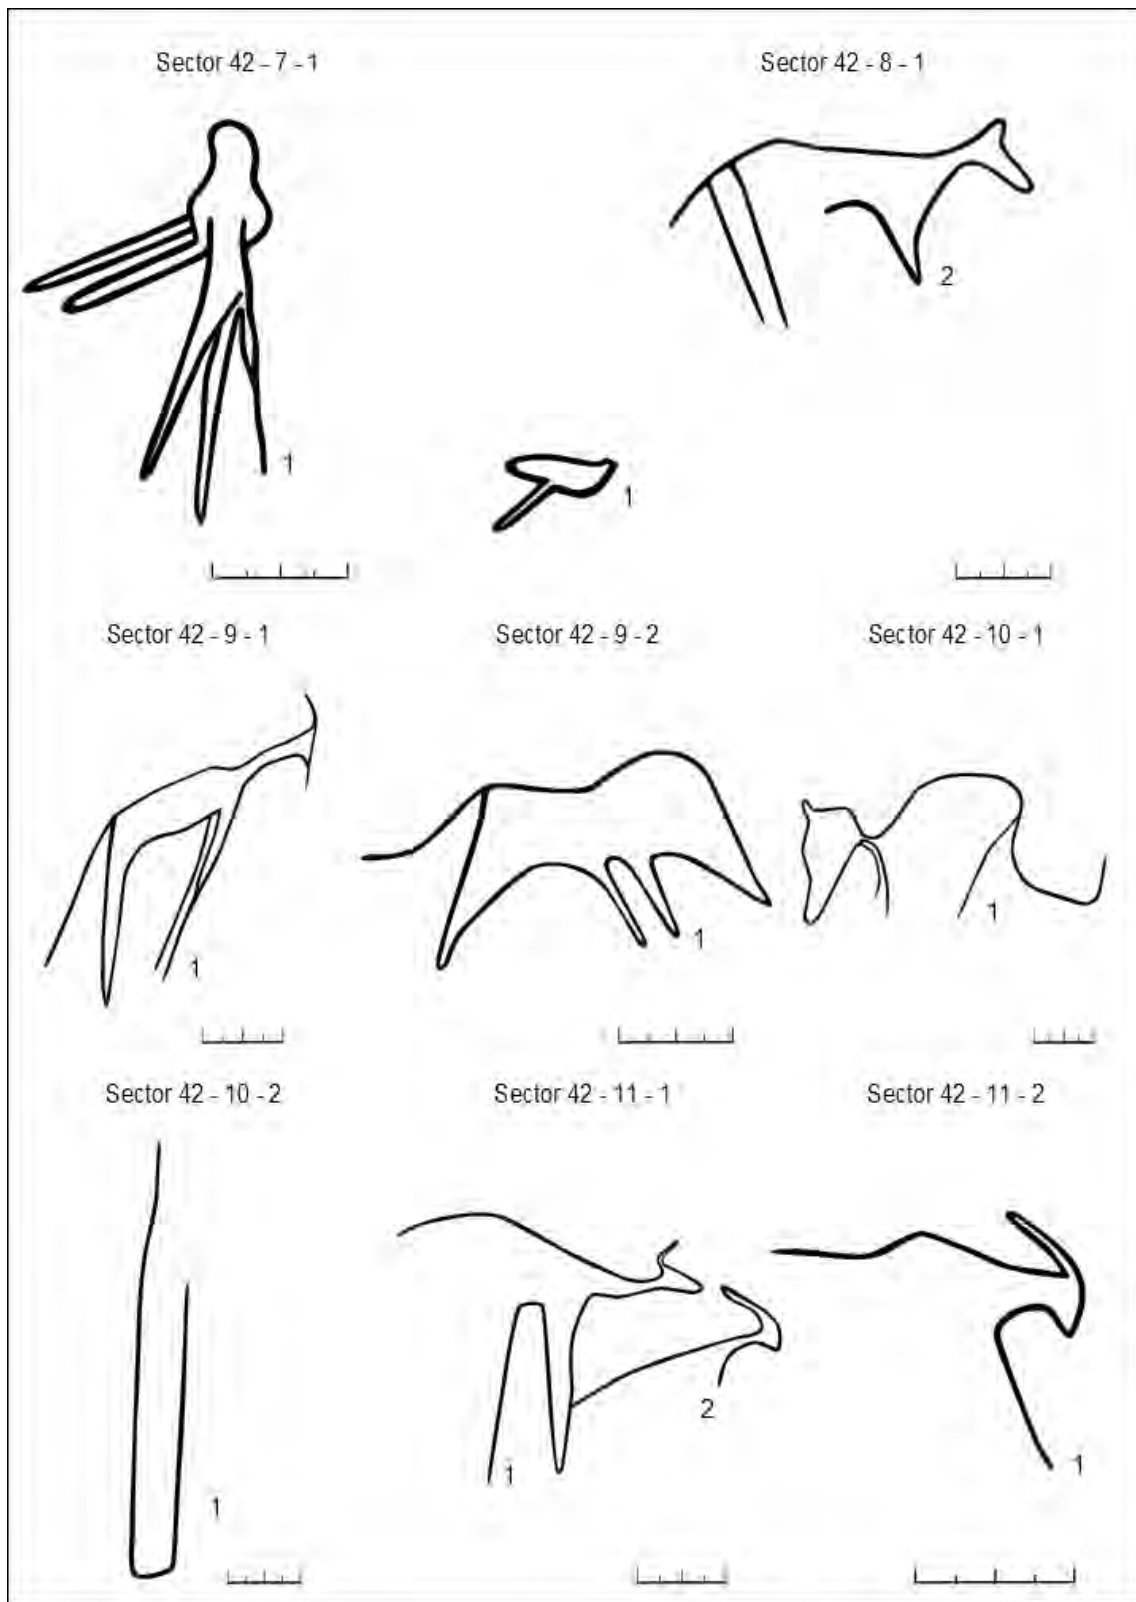 Sector 42 - 7 - 1
Sector 42 - 8 - 1
2
1
1
Sector 42 - 9 - 1
Sector 42 - 9 - 2
Sector 42 - 10 - 1
1
1
1
Sector 42 - 10 - 2
Sector 42 - 11 - 1
Sector 42 - 11 - 2
1
1
2
1